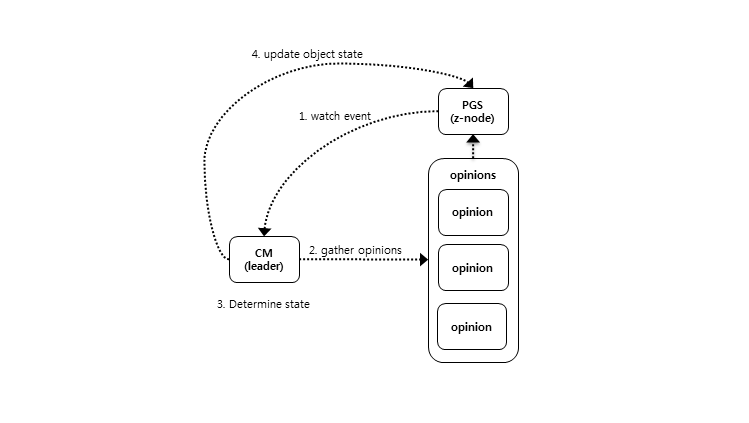 4. update object state
PGS
(z-node)
1. watch event
opinions
opinion
CM
(leader)
2. gather opinions
opinion
3. Determine state
opinion